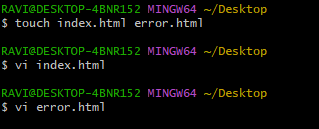 RAVI@DESKTOP-4BNR152 MINGW64 ~/Desktop
$ touch index.html error.html
RAVI@DESKTOP-4BNR152 MINGW64 ~/Desktop
$ vi index.html
RAVI@DESKTOP-4BNR152 MINGW64 ~/Desktop
$ vi error.html